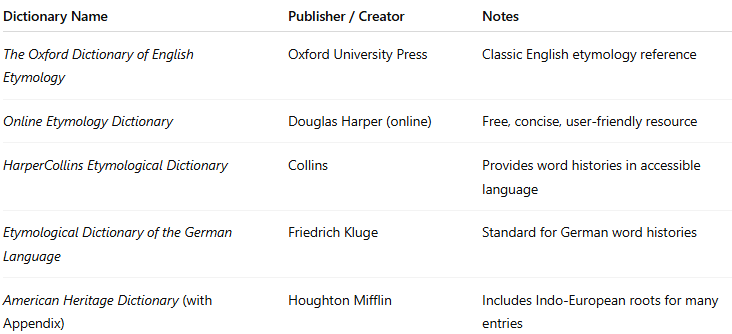 Dictionary Name Publisher / Creator Notes
The Oxford Dictionary of English Oxford University Press Classic English etymology reference
Etymology
Online Etymology Dictionary Douglas Harper (online) Free, concise, user-friendly resource
HarperCollins Etymological Dictionary Collins Provides word histories in accessible
language
Etymological Dictionary of the German Friedrich Kluge Standard for German word histories
Language
American Heritage Dictionary (with Houghton Mifflin Includes Indo-European roots for many
Appendix) entries